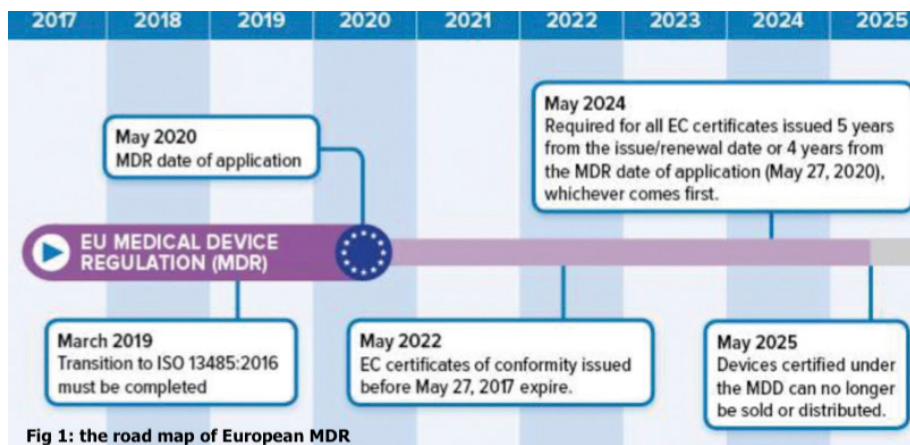 2017 2018 2019 2020 2021 2022 2023 2024 2025
May 2024
Required for all EC certificates issued 5 years
from the issue/renewal date or 4 years from
the MDR date of application (May 27, 2020),
whichever comes first.
May 2020
MDR date of application
EU MEDICAL DEVICE
REGULATION (MDR)
March 2019
Transition to ISO 13485:2016
must be completed
May 2022
EC certificates of conformity issued
before May 27, 2017 expire.
May 2025
Devices certified under
the MDD can no longer
be sold or distributed.
Fig 1: the road map of European MDR